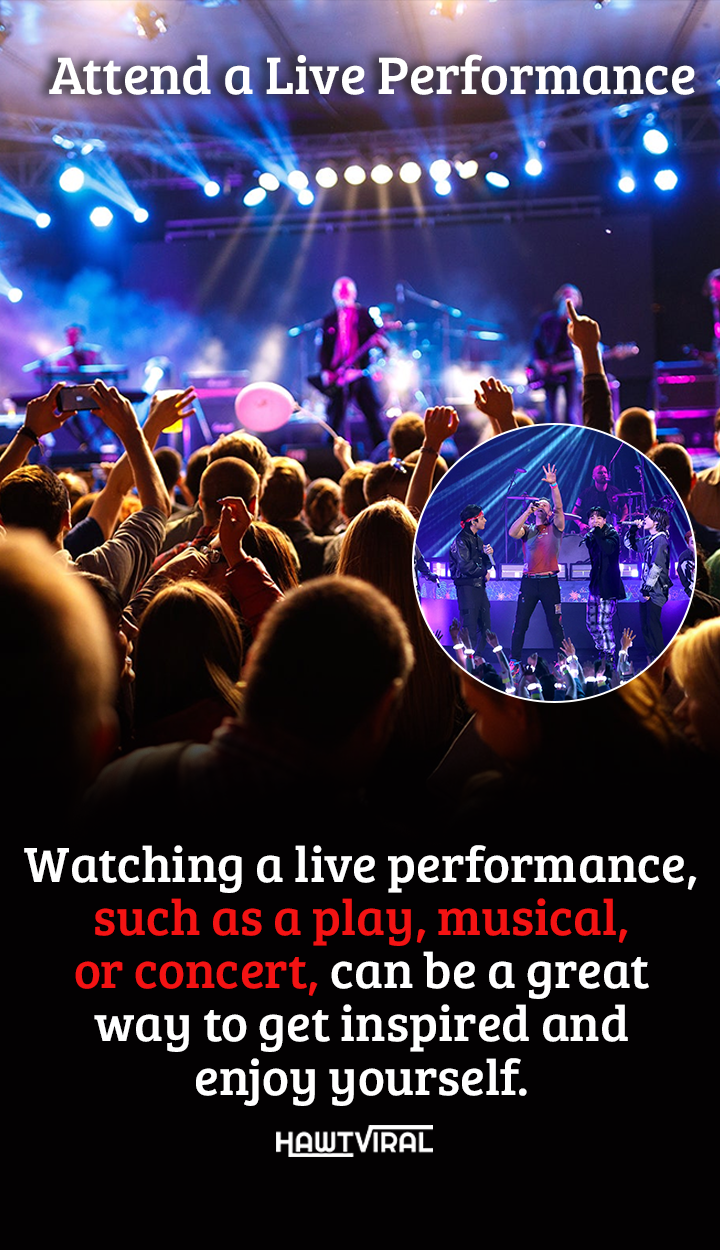 Attend a Live Performance
Watching a live performance,
such as a play, musical,
or concert, can be a great
way to get inspired and
enjoy yourself.
HAWTVIRAL